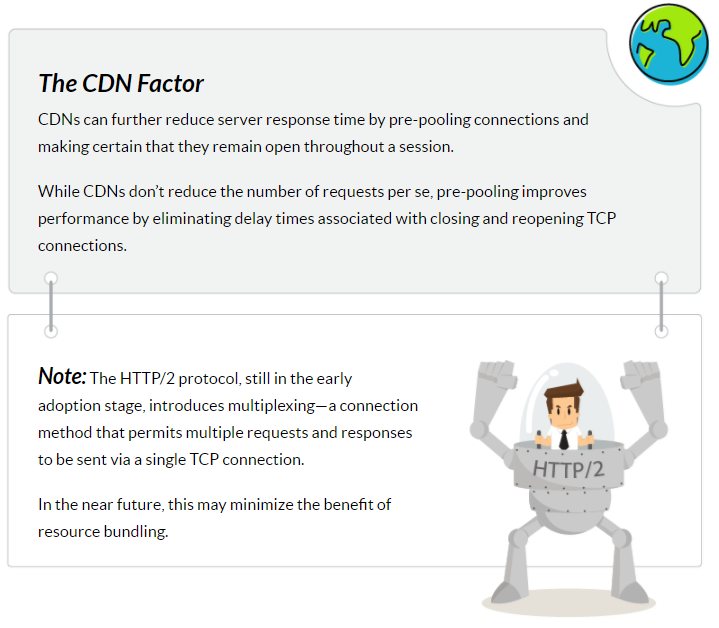 The CDN Factor
CDNs can further reduce server response time by pre-pooling connections and
making certain that they remain open throughout a session.
While CDNs don’t reduce the number of requests per se, pre-pooling improves
performance by eliminating delay times associated with closing and reopening TCP
connections.
Note: The HTTP/2 protocol, still in the early
adoption stage, introduces multiplexing—a connection
method that permits multiple requests and responses
to be sent via a single TCP connection.
In the near future, this may minimize the benefit of
resource bundling.
HTTP/2